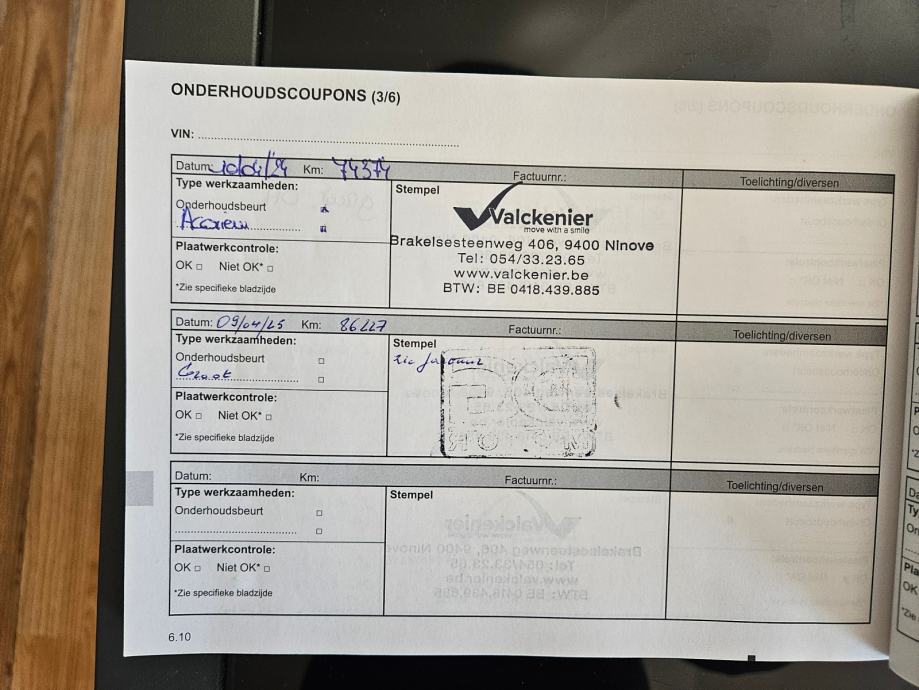 ONDERHOUDSCOUPONS (3/6)
VIN:
Datum: Km: 74374 Factuurnr.: Toelichting/diversen
Type werkzaamheden:
Stempel
Onderhoudsbeurt
Valckenier
move with a smile
Brakelsesteenweg 406, 9400 Ninove
Tel: 054/33.23.65
www.valckenier.be
BTW: BE 0418.439.885
Plaatwerkcontrole:
OK Niet OK*
*Zie specifieke bladzijde
Datum: 09/04/25 Km: 86227 Factuurnr.: Toelichting/diversen
Type werkzaamheden:
Stempel
Onderhoudsbeurt
Groot
Plaatwerkcontrole:
OK Niet OK*
*Zie specifieke bladzijde
Datum: Km: Factuurnr.: Toelichting/diversen
Type werkzaamheden:
Stempel
Onderhoudsbeurt
Plaatwerkcontrole:
OK Niet OK*
*Zie specifieke bladzijde
6.10